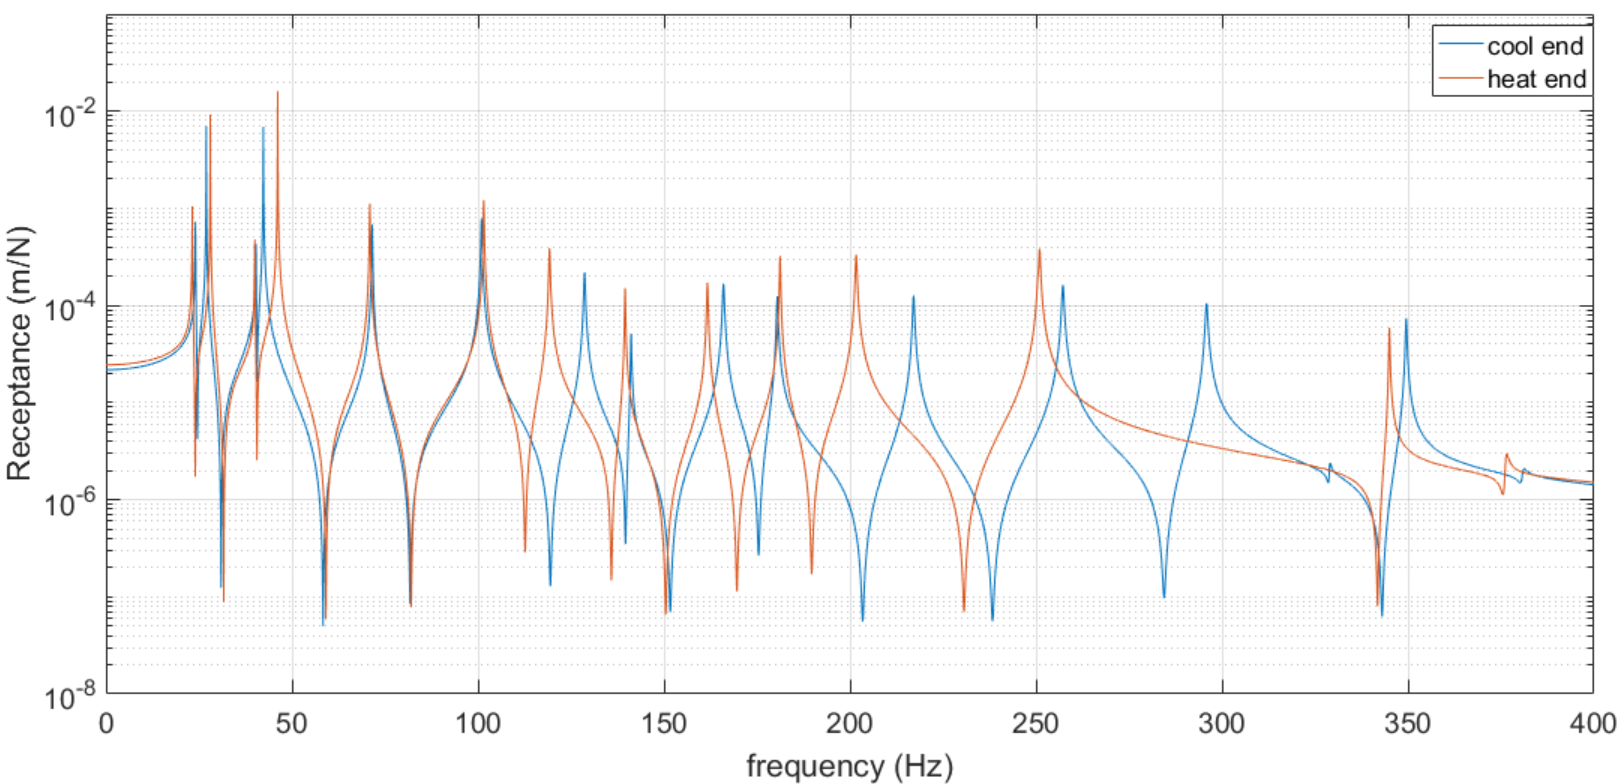 cool end
heat end
10-2
10-4
10-6
10-8
Receptance (m/N)
0 50 100 150 200 250 300 350 400
frequency (Hz)